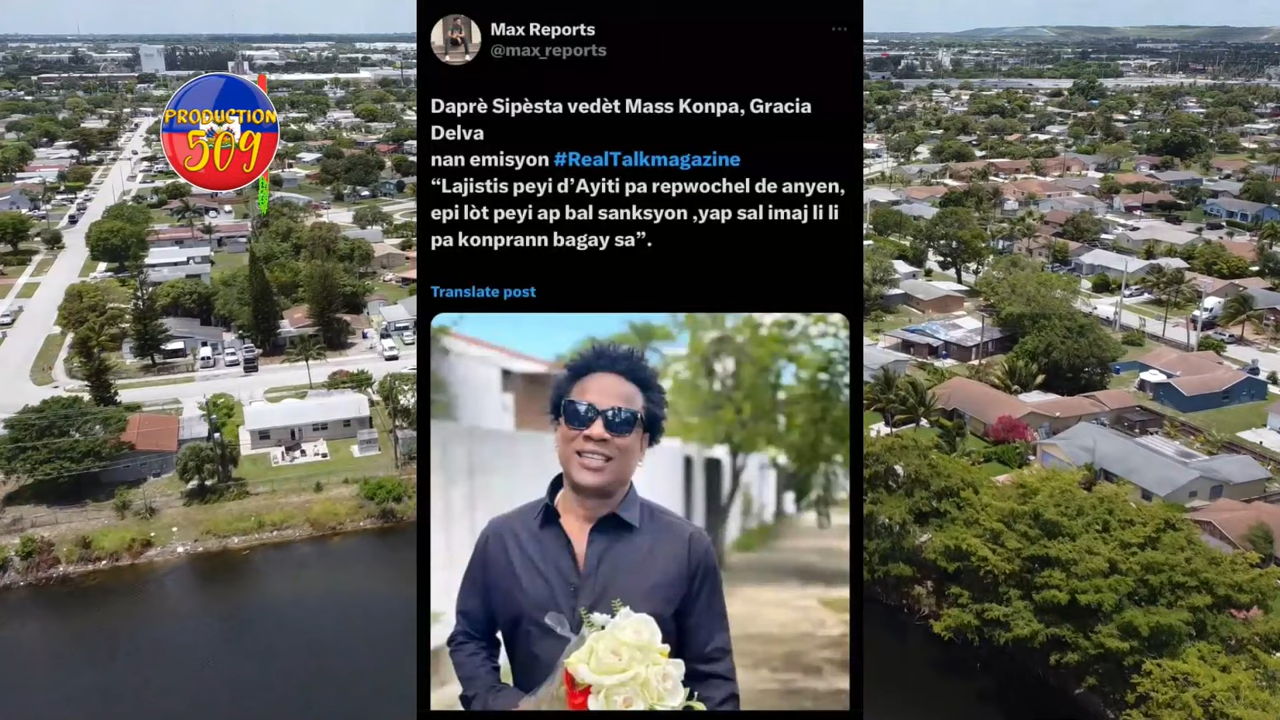 PRODUCTION
509
Max Reports
@max_reports
Daprè Sipèsta vedèt Mass Konpa, Gracia
Delva
nan emisyon #RealTalkmagazine
“Lajistis peyi d’Ayiti pa repwochel de anyen,
epi lòt peyi ap bal sanksyon ,yap sal imaj li li
pa konprann bagay sa”.
Translate post